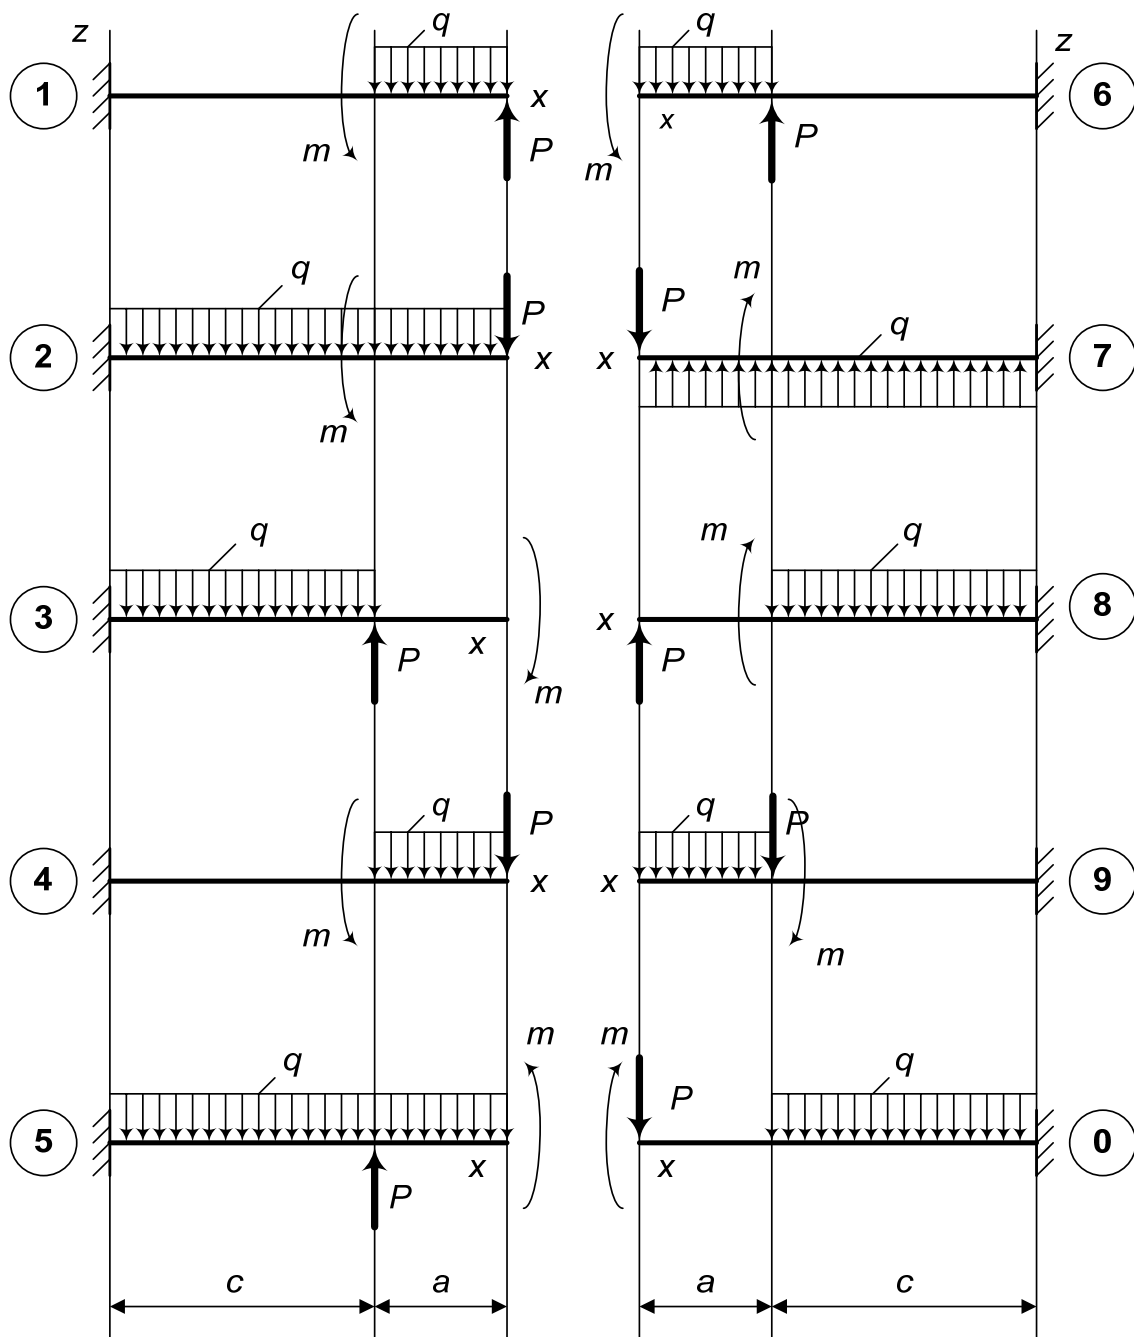 z q q z
1 x x 6
m P m P
q P P m q
2 x x 7
m
q m q
3 x P x P 8
m
q P q P
4 x x 9
m m
q m m P q
5 x x 0
P
c a a c